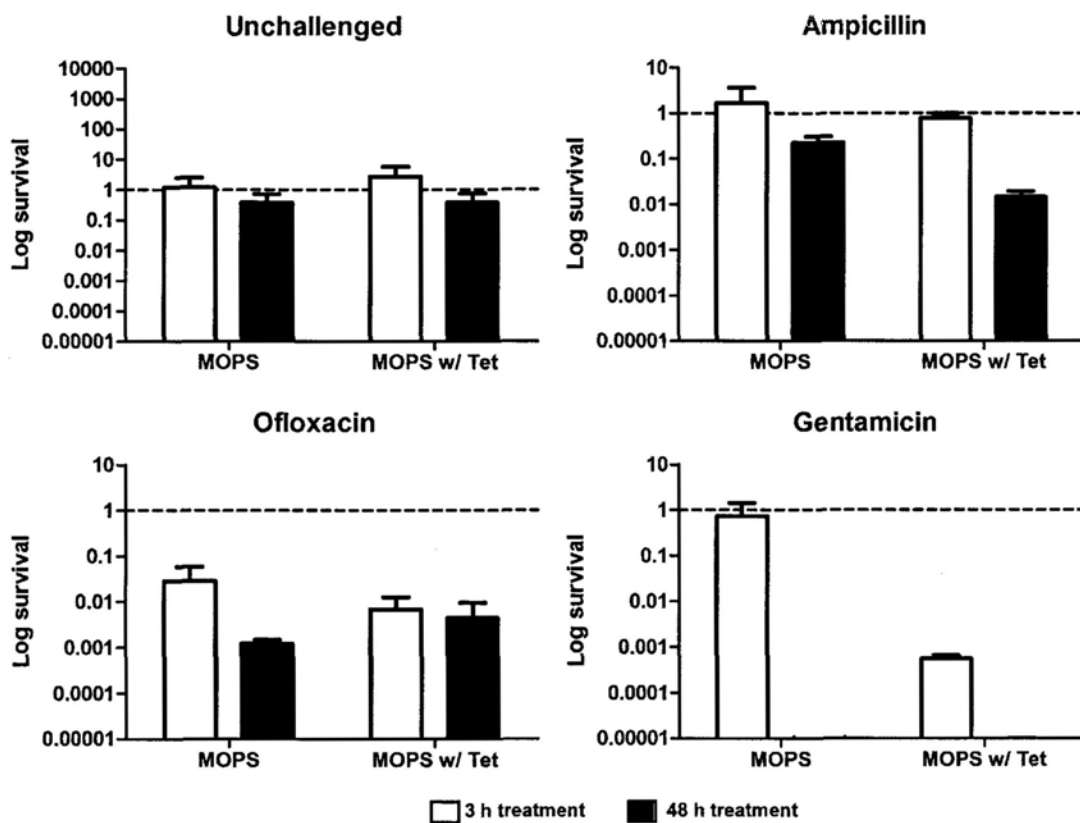 Unchallenged
10000
1000
100
10
1
0.1
0.01
0.001
0.0001
0.00001
Log survival
MOPS
MOPS w/ Tet
Ampicillin
10
1
0.1
0.01
0.001
0.0001
0.00001
Log survival
MOPS
MOPS w/ Tet
Ofloxacin
10
1
0.1
0.01
0.001
0.0001
0.00001
Log survival
MOPS
MOPS w/ Tet
Gentamicin
10
1
0.1
0.01
0.001
0.0001
0.00001
Log survival
MOPS
MOPS w/ Tet
3 h treatment
48 h treatment